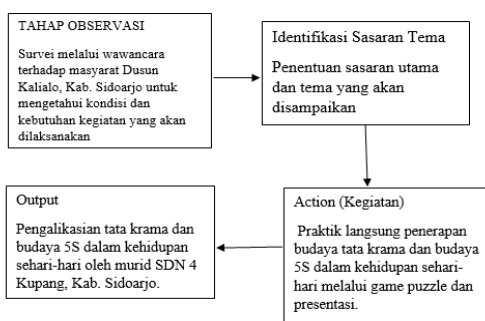 TAHAP OBSERVASI
Survei melalui wawancara
terhadap masyrat Dusun
Kalialo, Kab. Sidoarjo untuk
mengetahui kondisi dan
kebutuhan kegiatan yang akan
dilaksanakan
Identifikasi Sasaran Tema
Penentuan sasaran utama
dan tema yang akan
disampaikan
Action (Kegiatan)
Praktik langsung penerapan
budaya tata krama dan budaya
5S dalam kehidupan sehari-
hari melalui game puzzle dan
presentasi.
Output
Pengalikasian tata krama dan
budaya 5S dalam kehidupan
sehari-hari oleh murid SDN 4
Kupang, Kab. Sidoarjo.